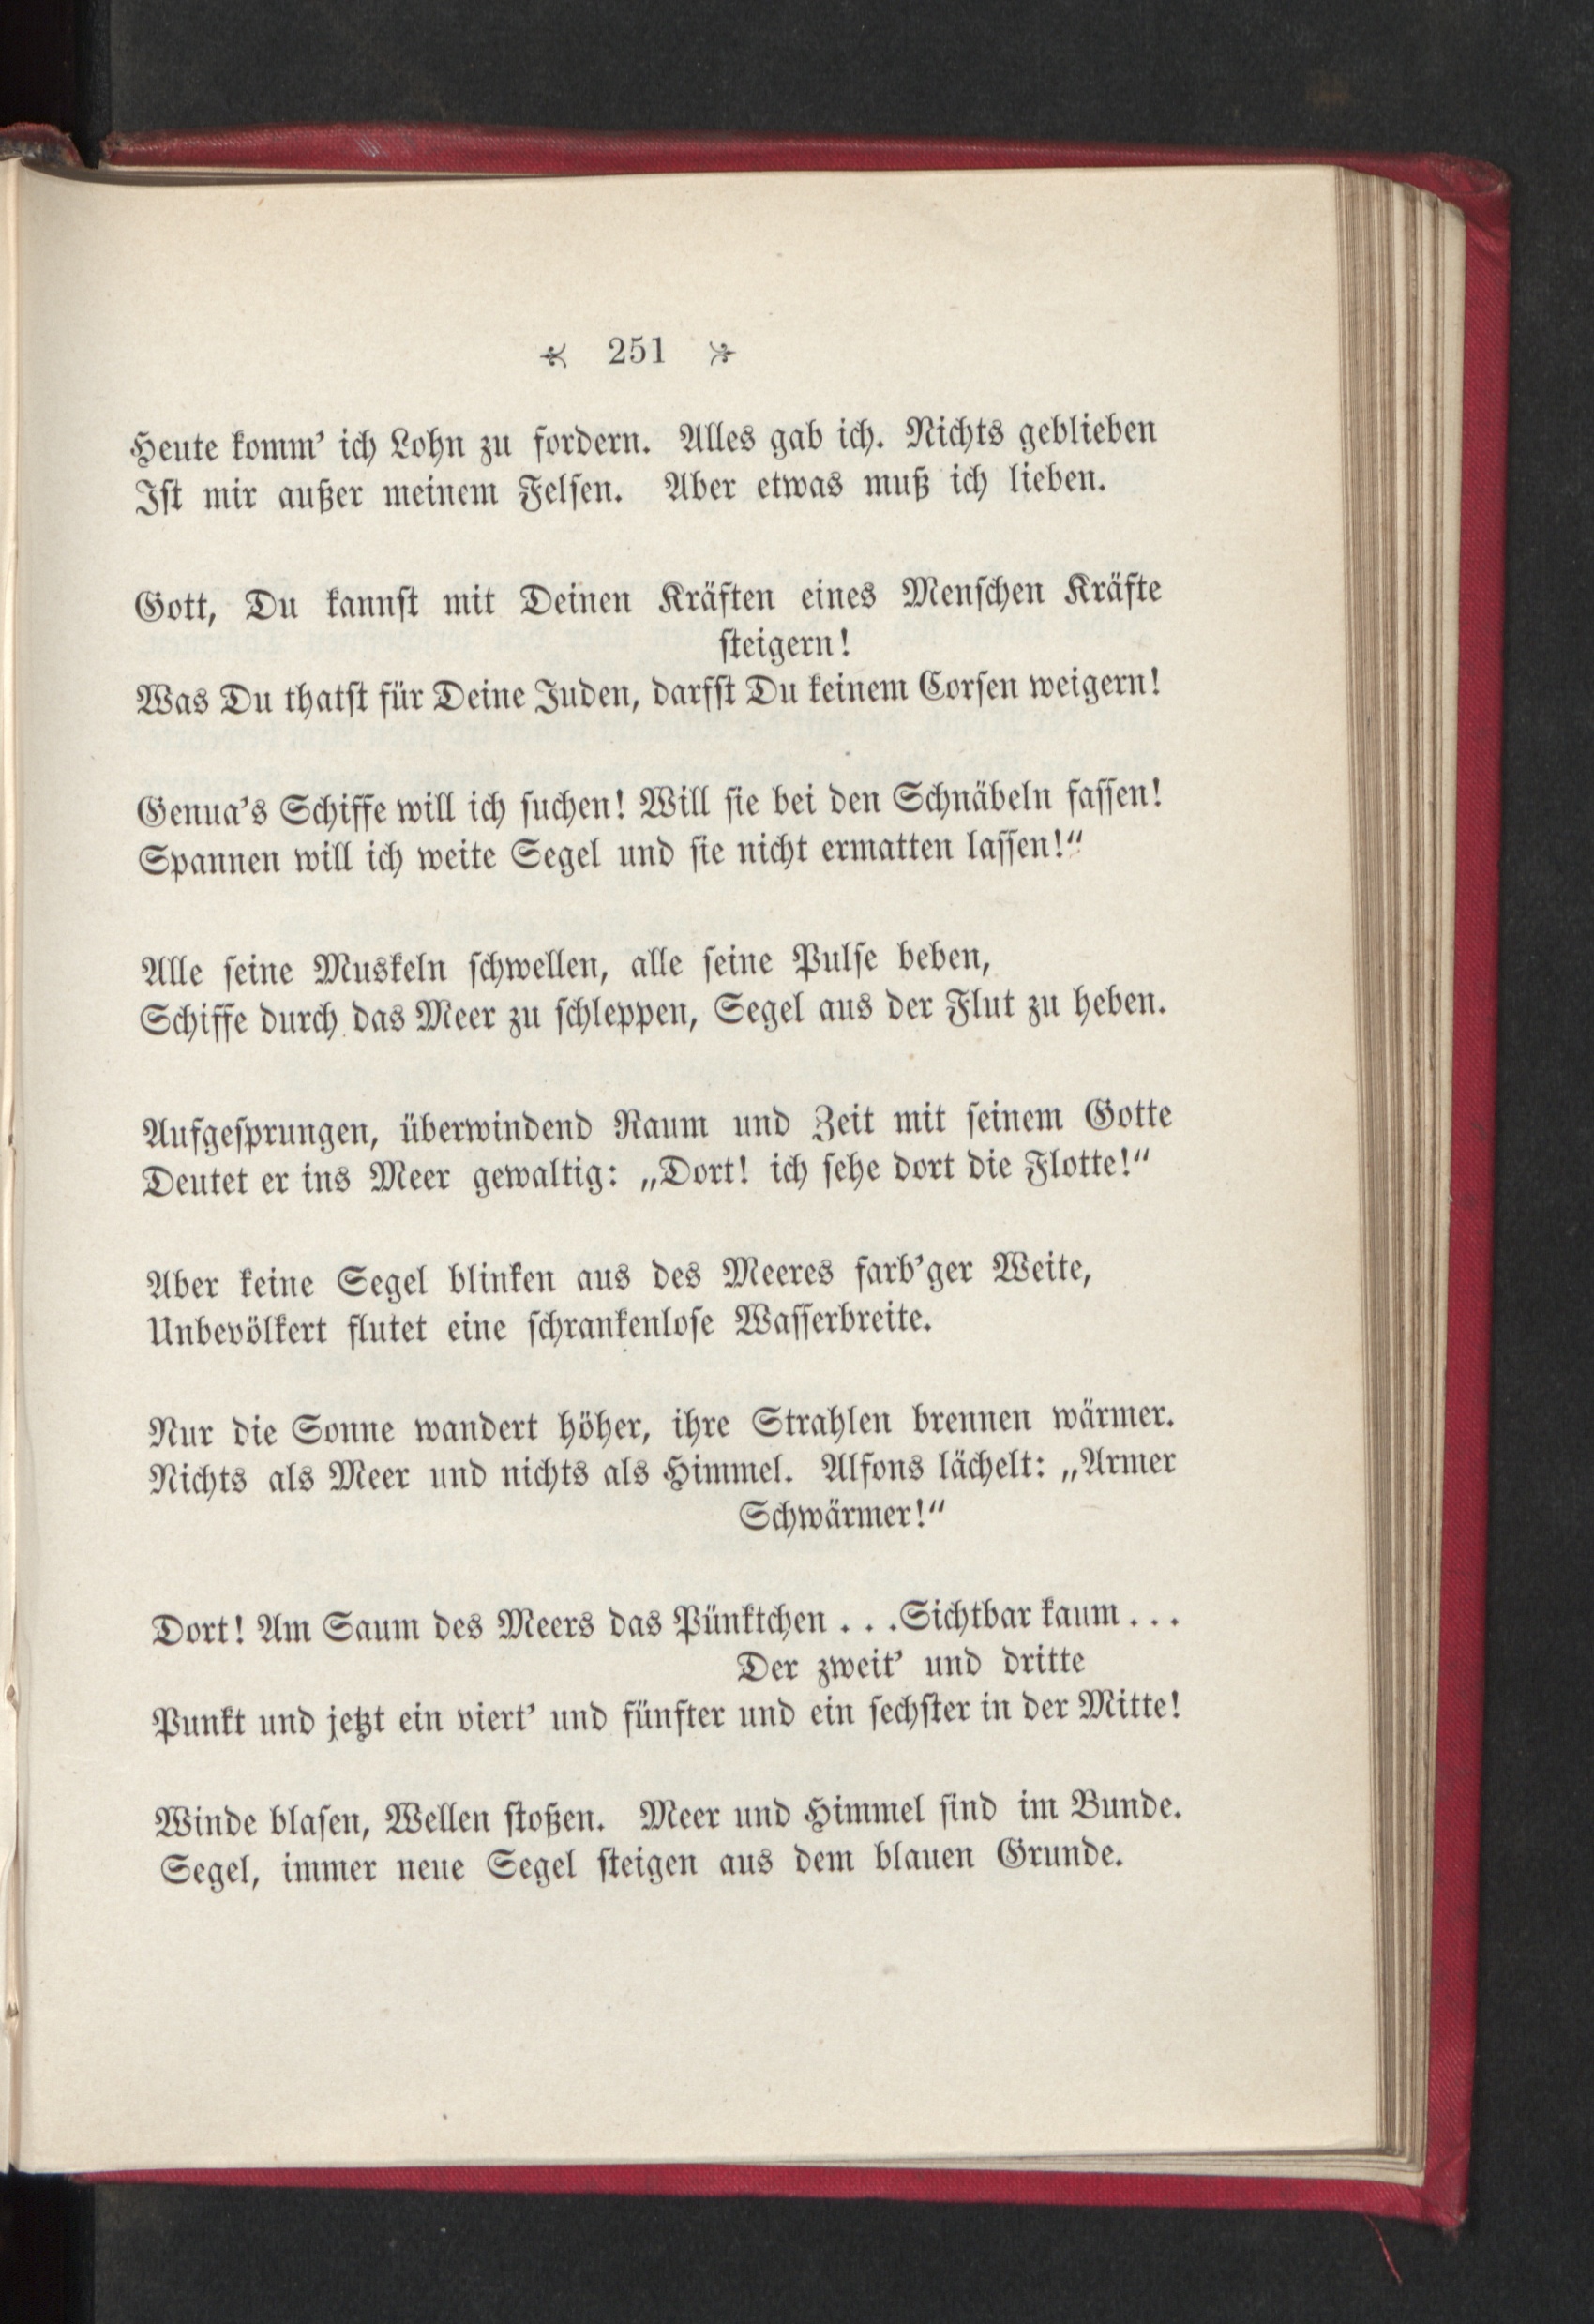 251
Heute komm' ich Lohn zu fordern. Alles gab ich. Nichts geblieben
Ist mir außer meinem Felsen. Aber etwas muß ich lieben.
Gott, Du kannst mit Deinen Kräften eines Menschen Kräfte
steigern!
Was Du thatst für Deine Juden, darfst Du keinem Corsen weigern!
Genua's Schiffe will ich suchen! Will sie bei den Schnäbeln fassen!
Spannen will ich weite Segel und sie nicht ermatten lassen!“
Alle seine Muskeln schwellen, alle seine Pulse beben,
Schiffe durch das Meer zu schleppen, Segel aus der Flut zu heben.
Aufgesprungen, überwindend Raum und Zeit mit seinem Gotte
Deutet er ins Meer gewaltig: „Dort! ich sehe dort die Flotte!“
Aber keine Segel blinken aus des Meeres farb'ger Weite,
Unbevölkert flutet eine schrankenlose Wasserbreite.
Nur die Sonne wandert höher, ihre Strahlen brennen wärmer.
Nichts als Meer und nichts als Himmel. Alfons lächelt: „Armer
Schwärmer!“
Dort! Am Saum des Meers das Pünktchen . . .Sichtbar kaum . . .
Der zweit' und dritte
Punkt und jetzt ein viert' und fünfter und ein sechster in der Mitte!
Winde blasen, Wellen stoßen. Meer und Himmel sind im Bunde.
Segel, immer neue Segel steigen aus dem blauen Grunde.